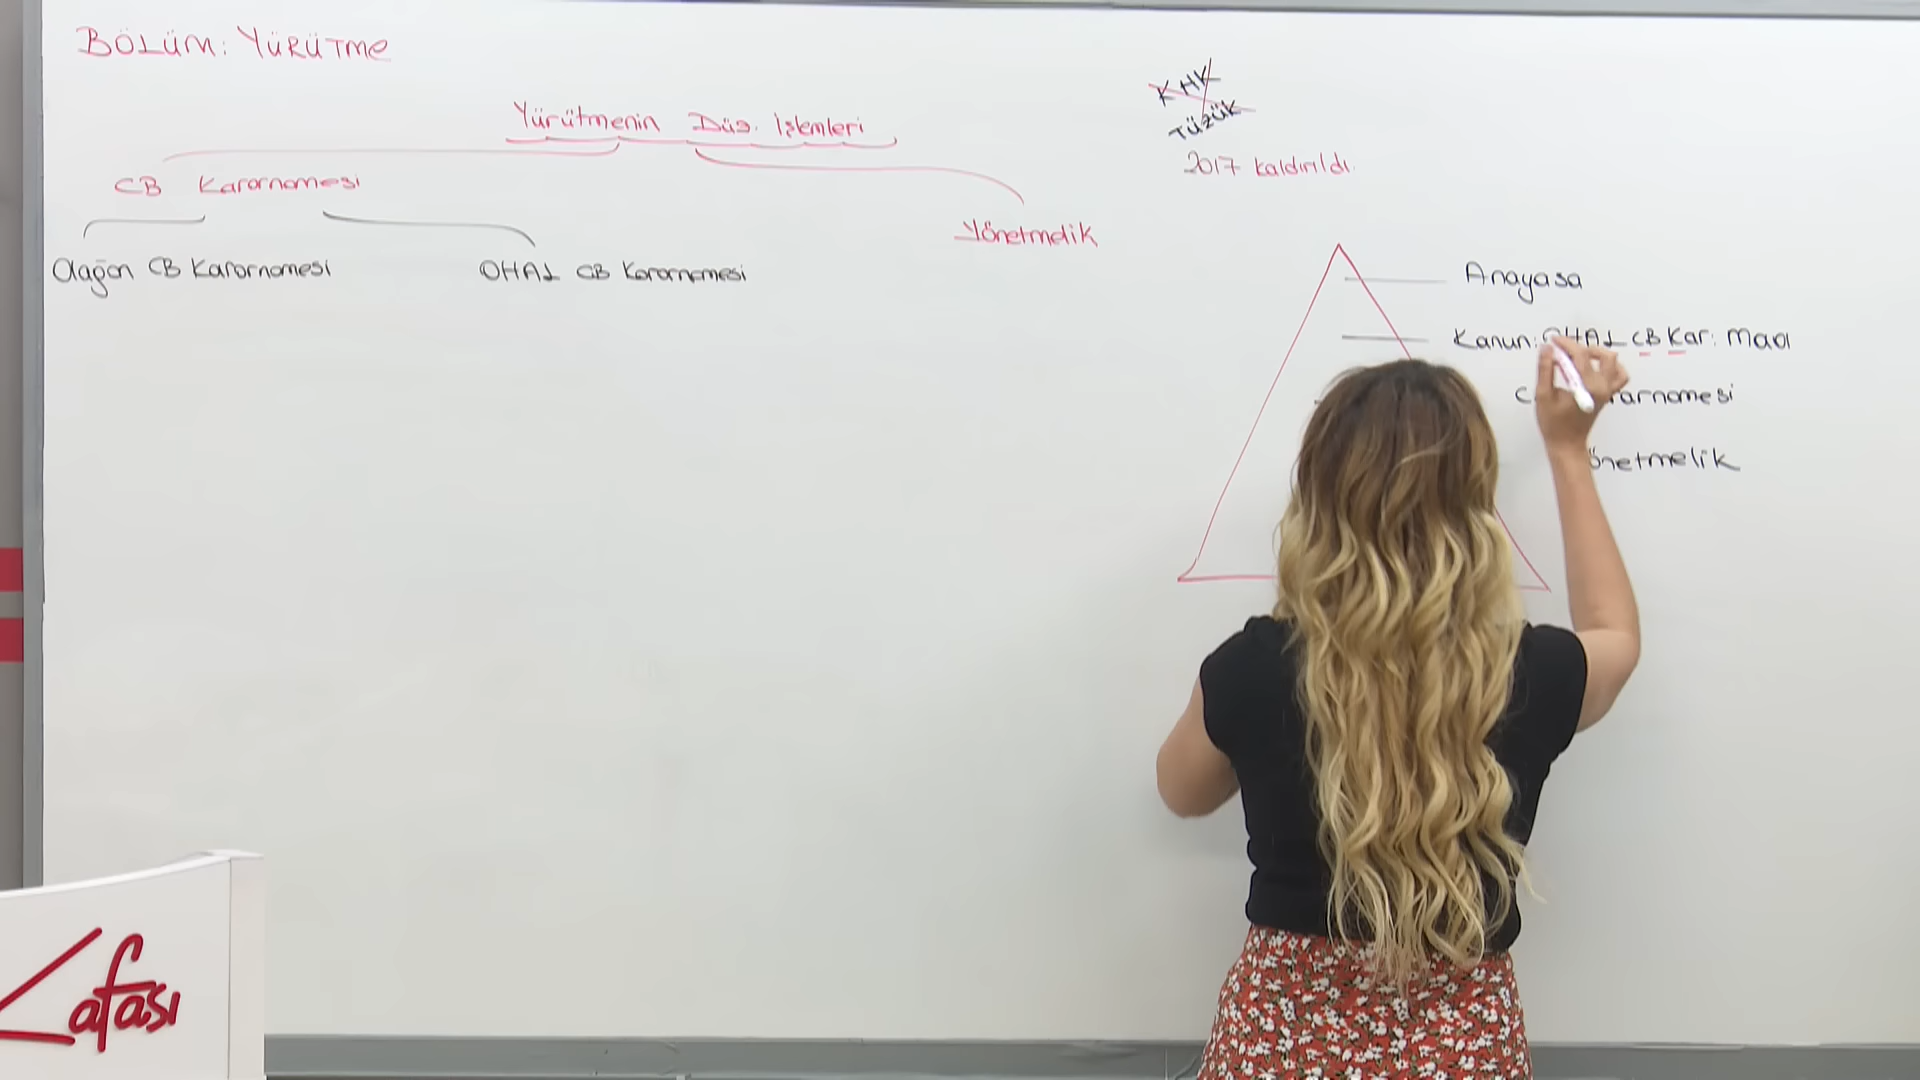 BÖLÜM: YÜRÜTME
Yürütmenin Düz. İşlemleri
CB Kararnamesi
Olağan CB Kararnamesi
OHAL CB Kararnamesi
Yönetmelik
KHK
TÜZÜK
2017 kaldırıldı.
Anayasa
Kanun: OHAL CB Kar: Mad
arnamesi
önetmelik
afası